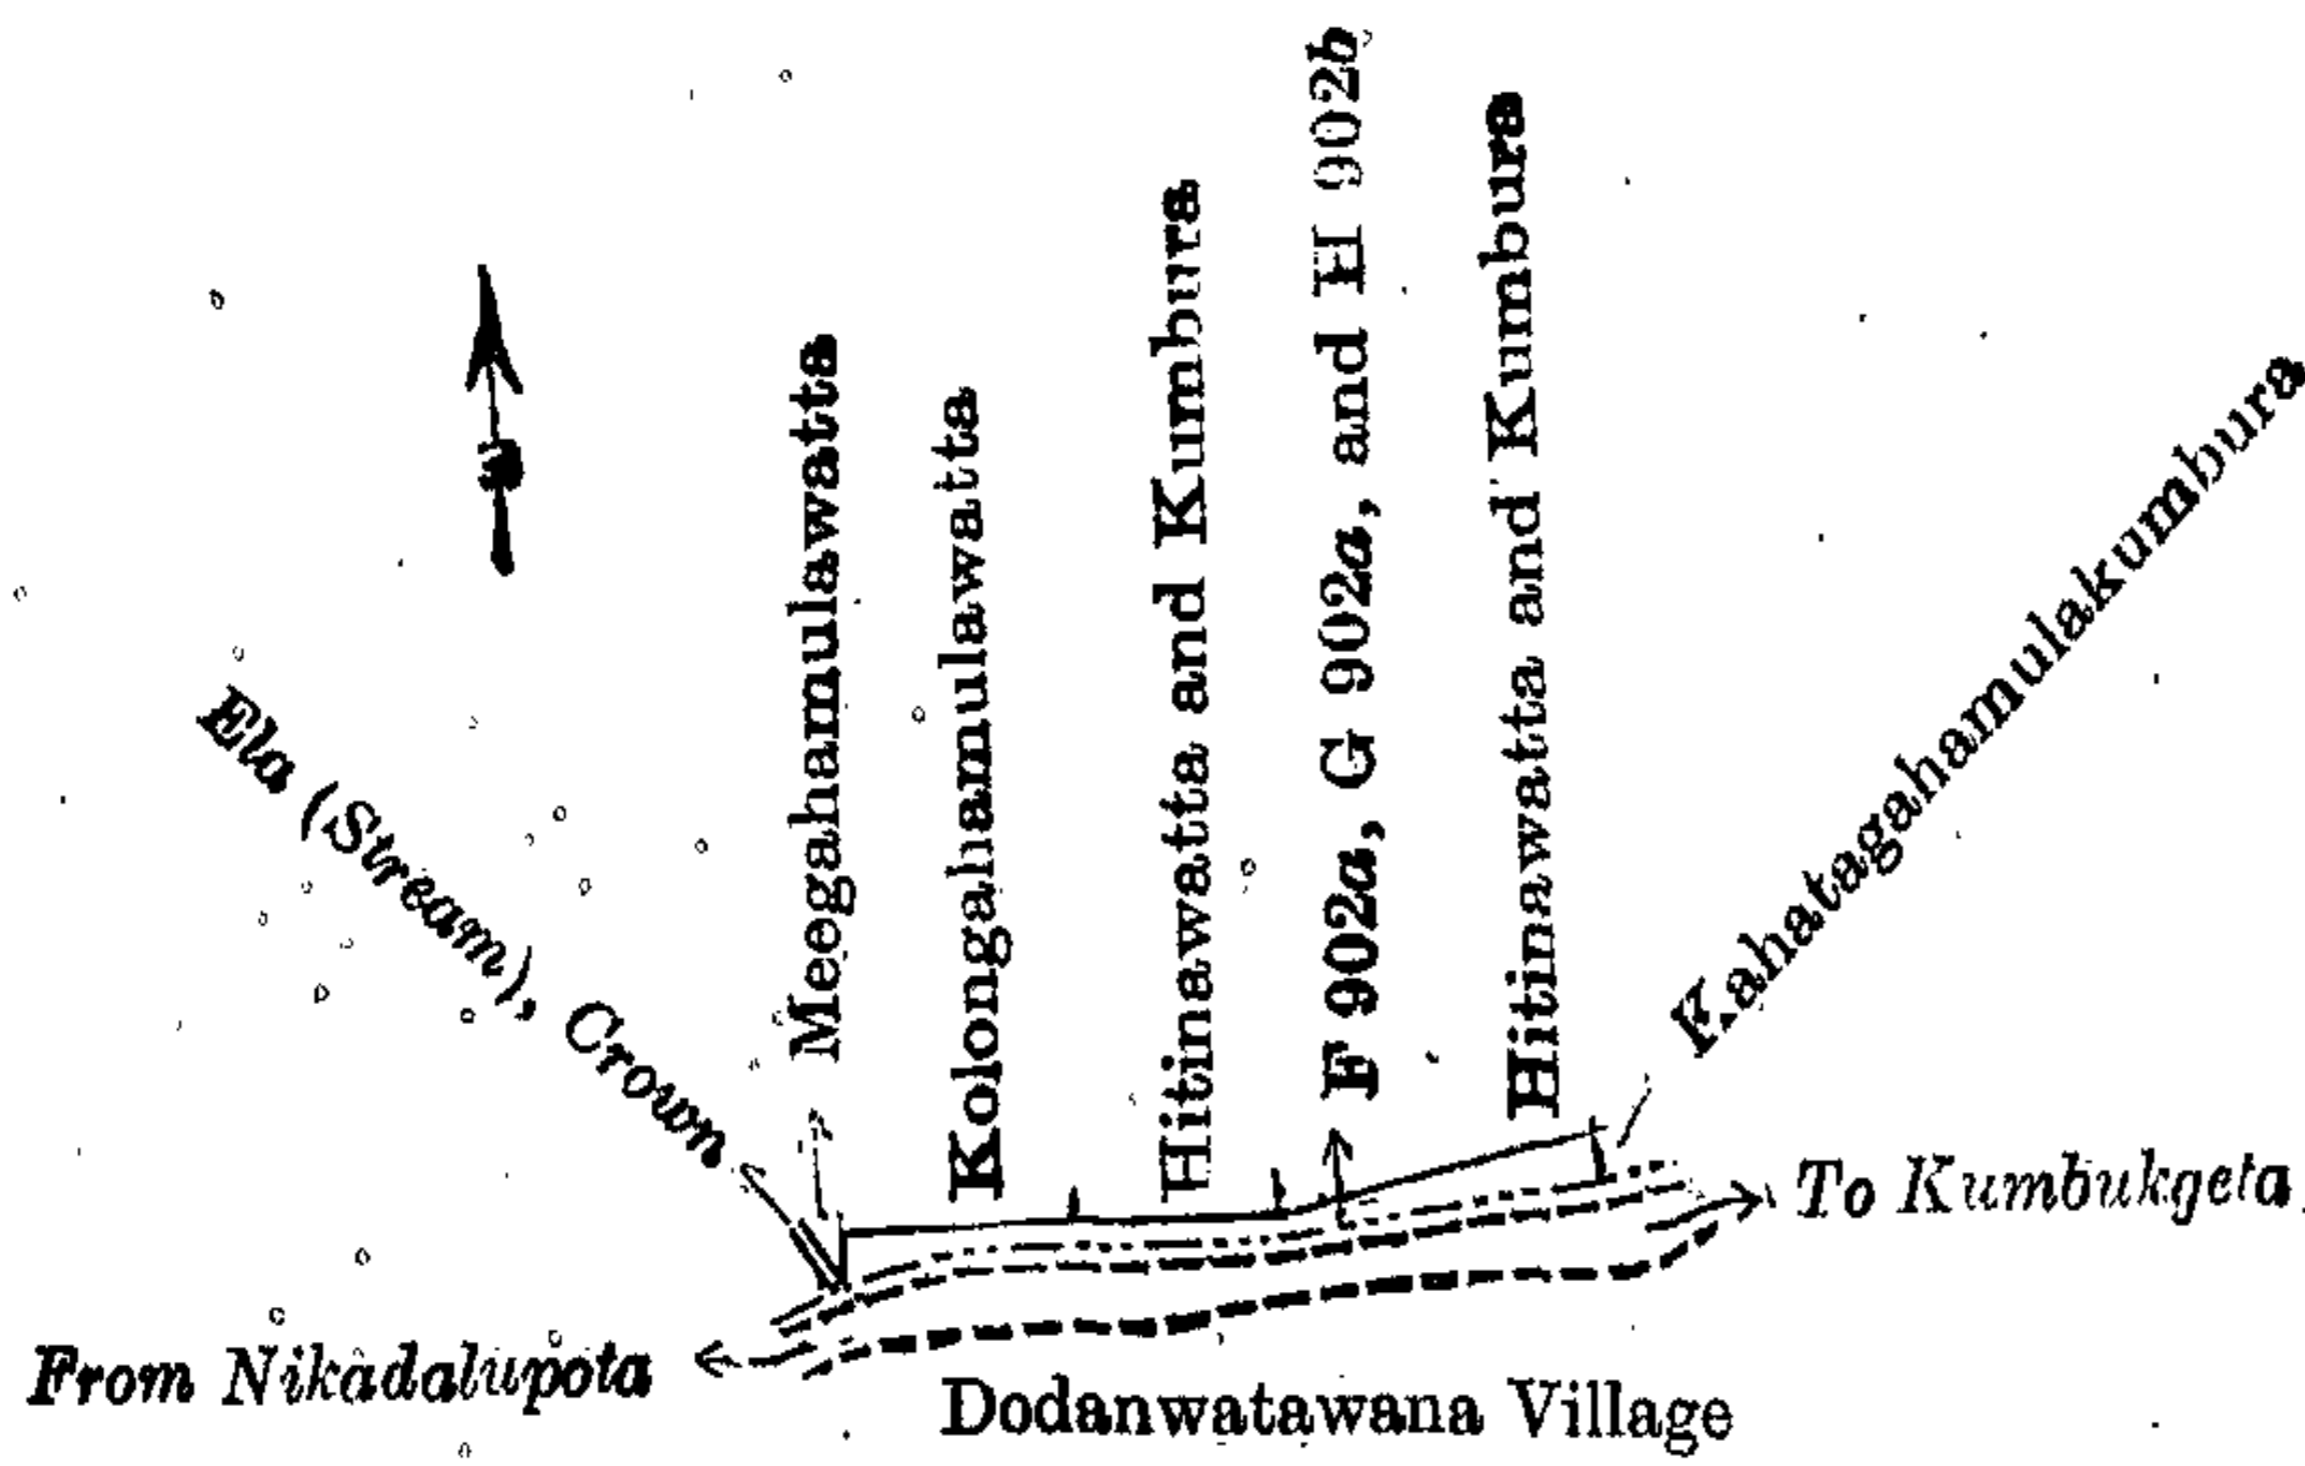 Ela (Stream), Crown
Meegahamulawatta
Kolongahamulawatta
Hitinawatta and Kumbura
F 902a, G 902a, and H 902b
Hitinawatta and Kumbura
Kahatagahamulakumbura
To Kumbukgeta
From Nikadalupota
Dodanwatawana Village